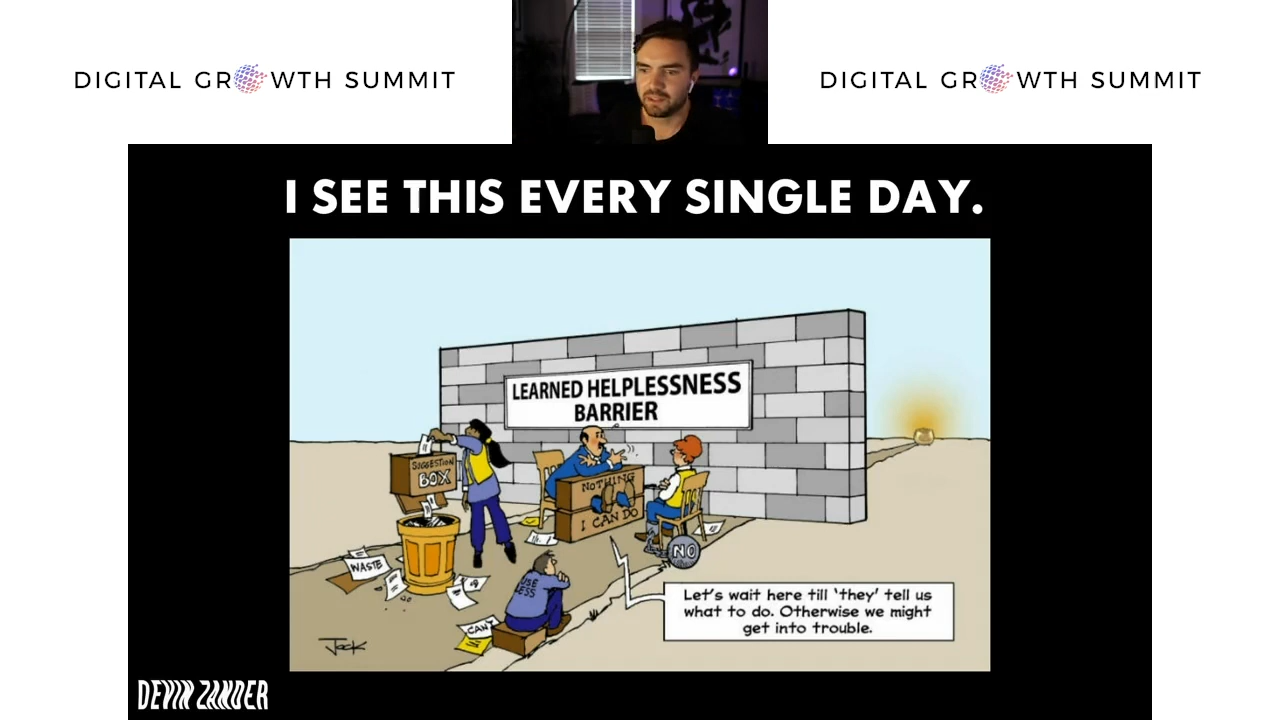 DIGITAL GROWTH SUMMIT
DIGITAL GROWTH SUMMIT
I SEE THIS EVERY SINGLE DAY.
LEARNED HELPLESSNESS
BARRIER
SUGGESTION
BOX
NOTHING
I CAN DO
NO
WASTE
USE
LESS
CAN'T
Let's wait here till 'they' tell us
what to do. Otherwise we might
get into trouble.
Jock
DEVIN ZANDER